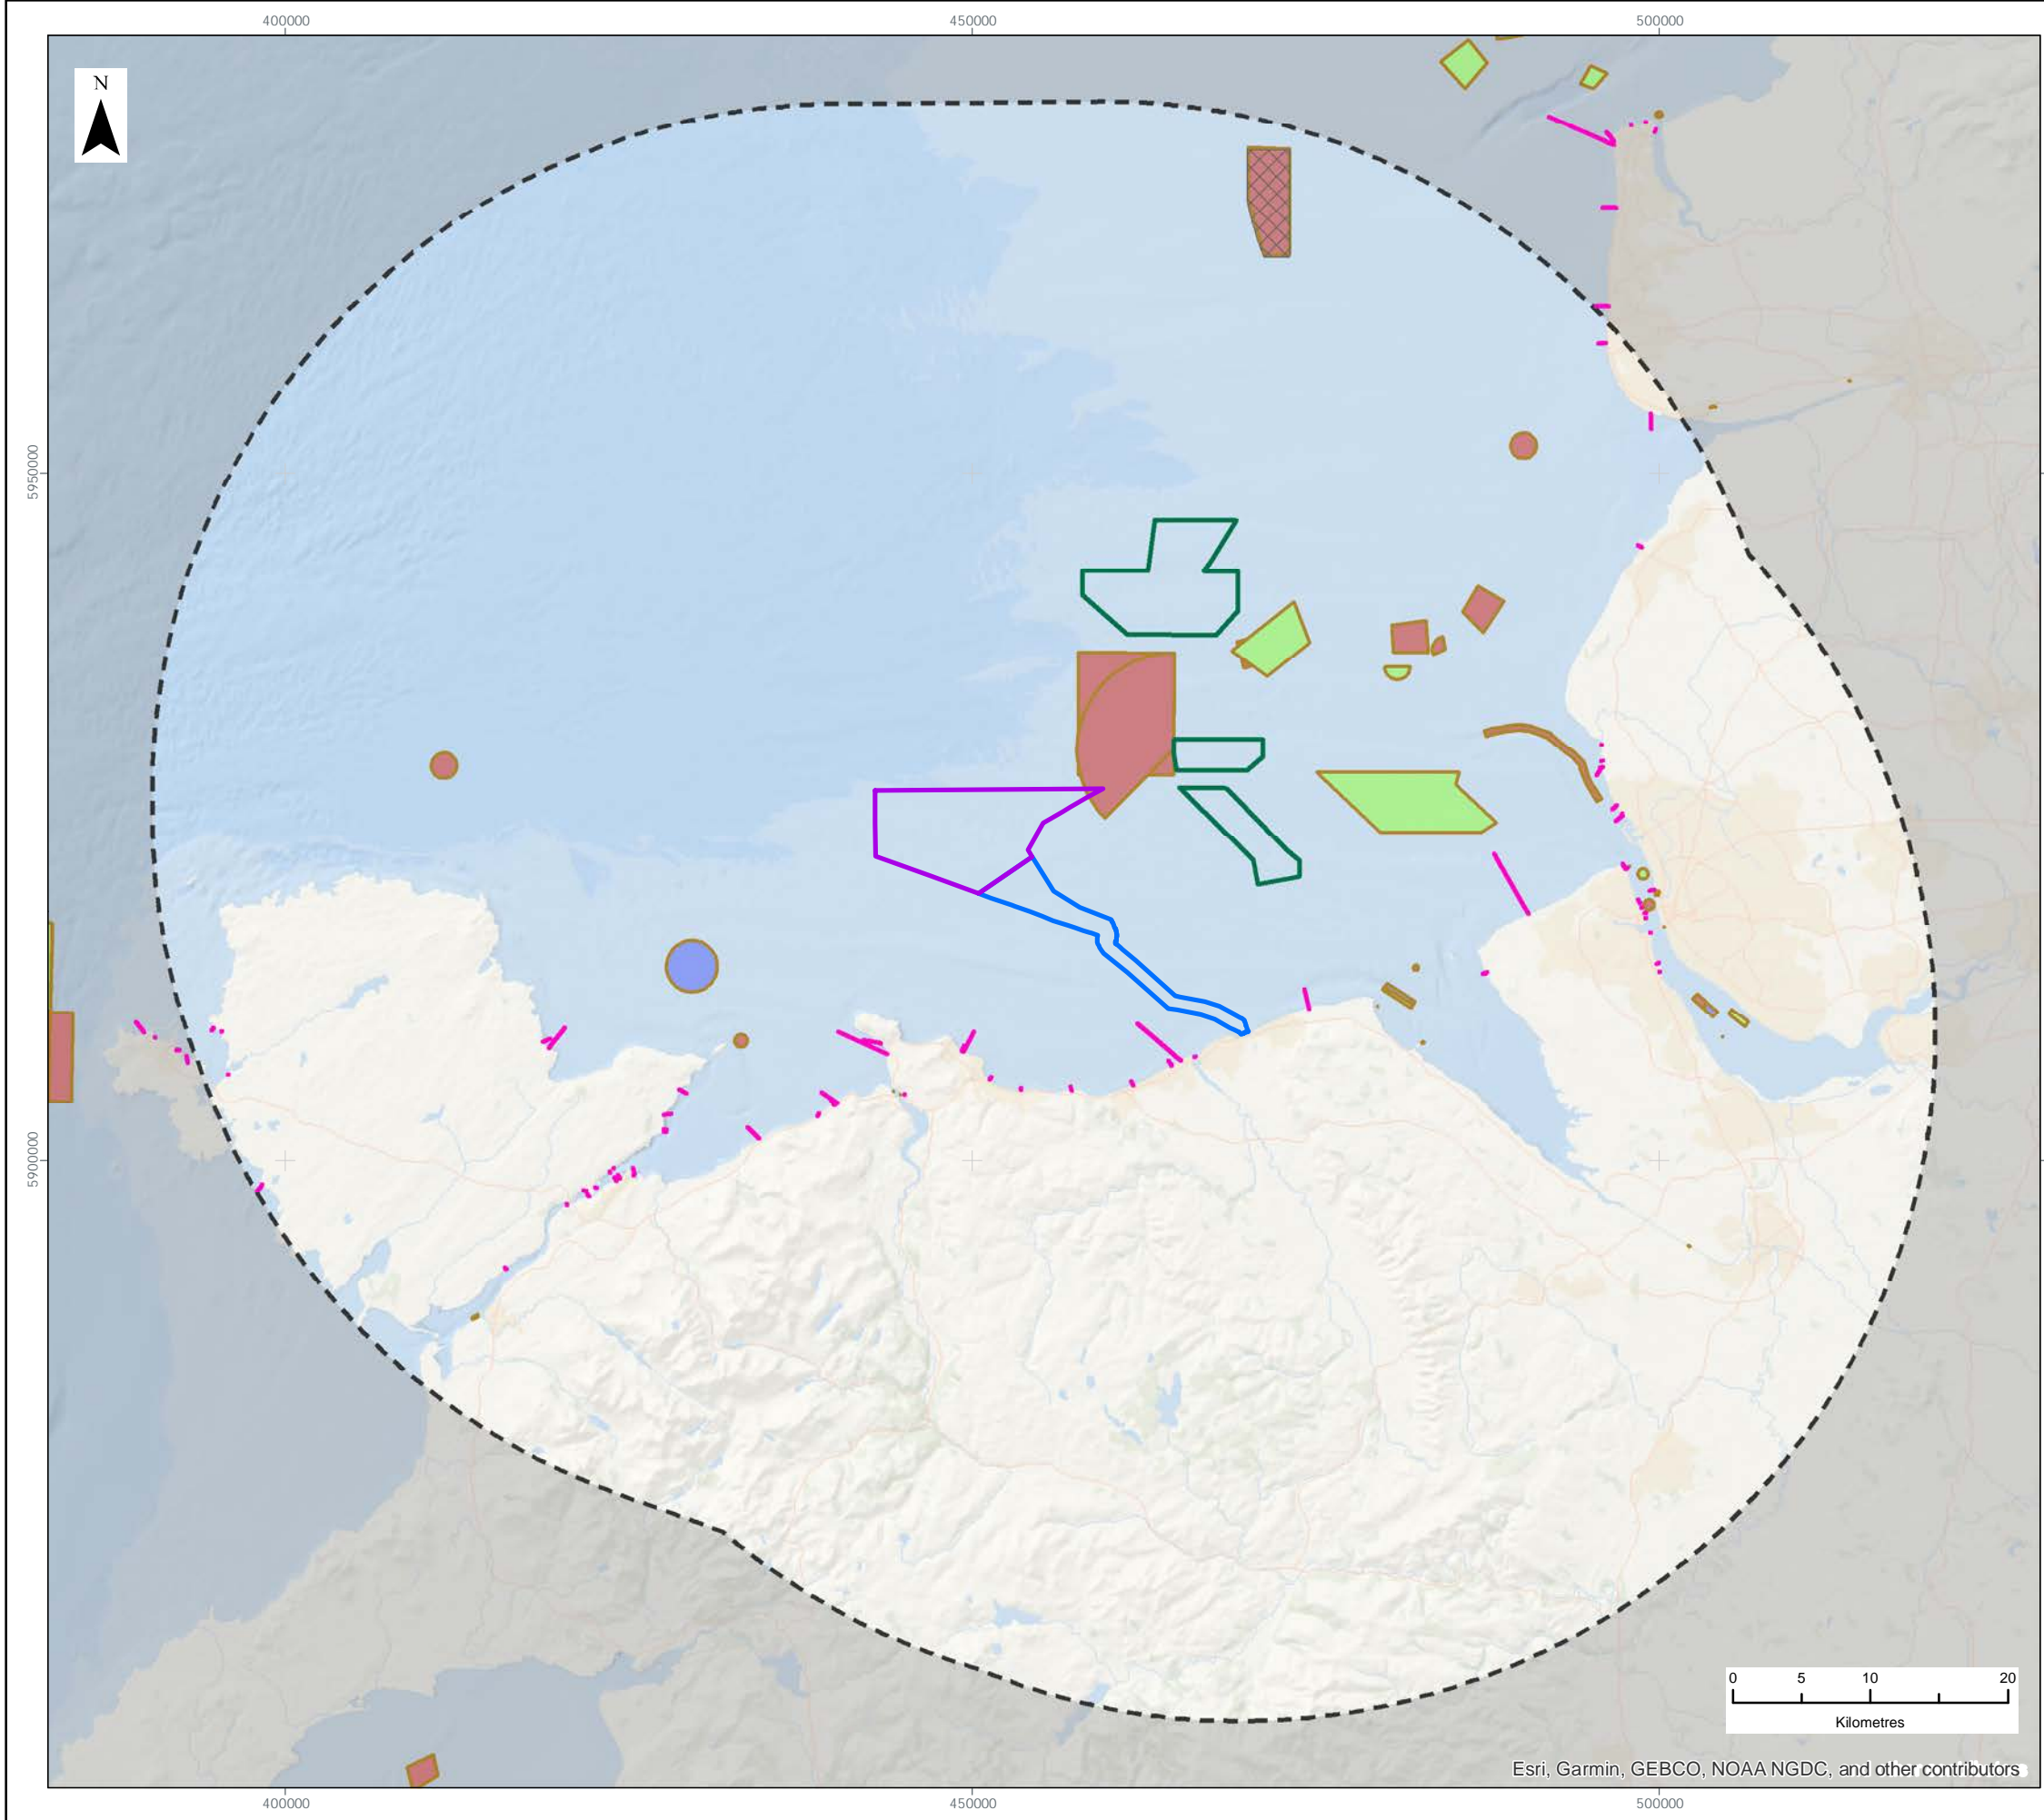 400000 450000 500000
N
5950000
5900000
0 5 10 20
Kilometres
Esri, Garmin, GEBCO, NOAA NGDC, and other contributors
400000 450000 500000